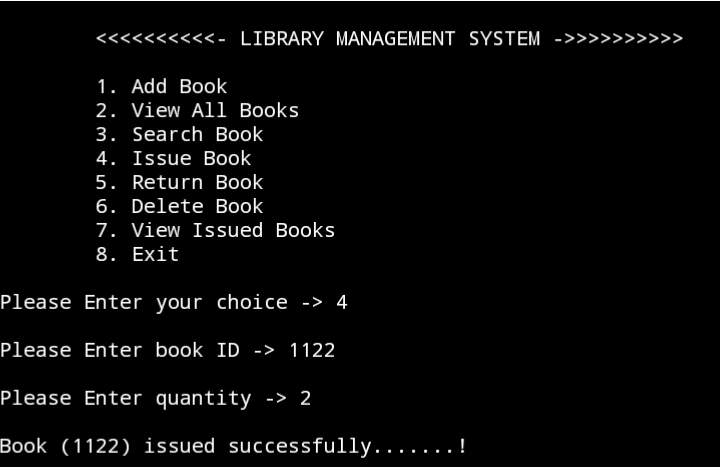 <<<<<<<<<<- LIBRARY MANAGEMENT SYSTEM ->>>>>>>>>>
1. Add Book
2. View All Books
3. Search Book
4. Issue Book
5. Return Book
6. Delete Book
7. View Issued Books
8. Exit
Please Enter your choice -> 4
Please Enter book ID -> 1122
Please Enter quantity -> 2
Book (1122) issued successfully.......!